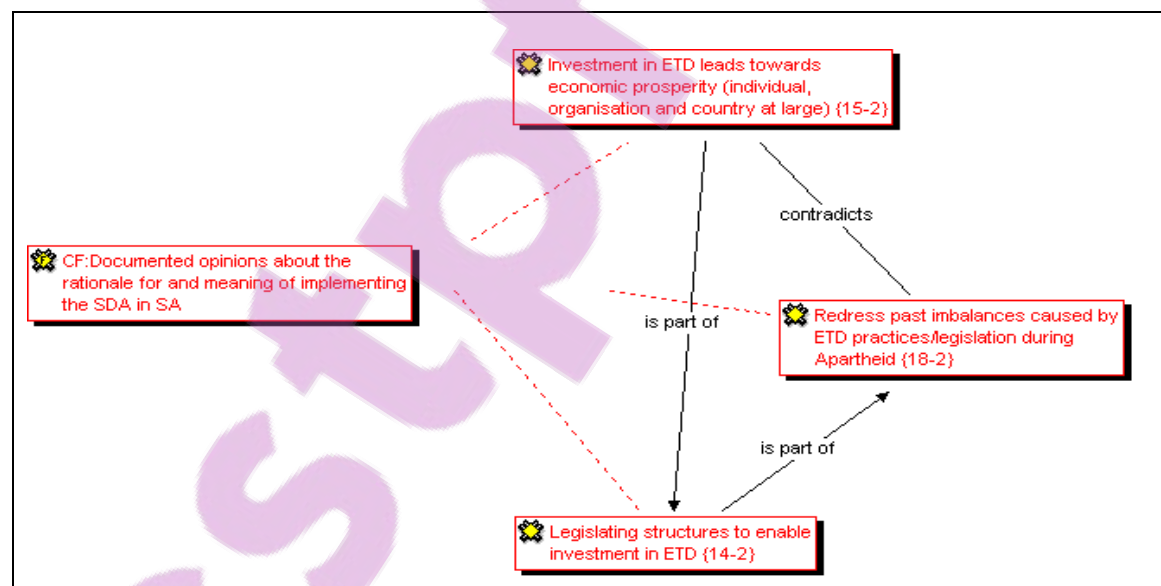 Investment in ETD leads towards
economic prosperity (individual,
organisation and country at large) {15-2}
contradicts
CF:Documented opinions about the
rationale for and meaning of implementing
the SDA in SA
is part of
Redress past imbalances caused by
ETD practices/legislation during
Apartheid {18-2}
is part of
Legislating structures to enable
investment in ETD {14-2}